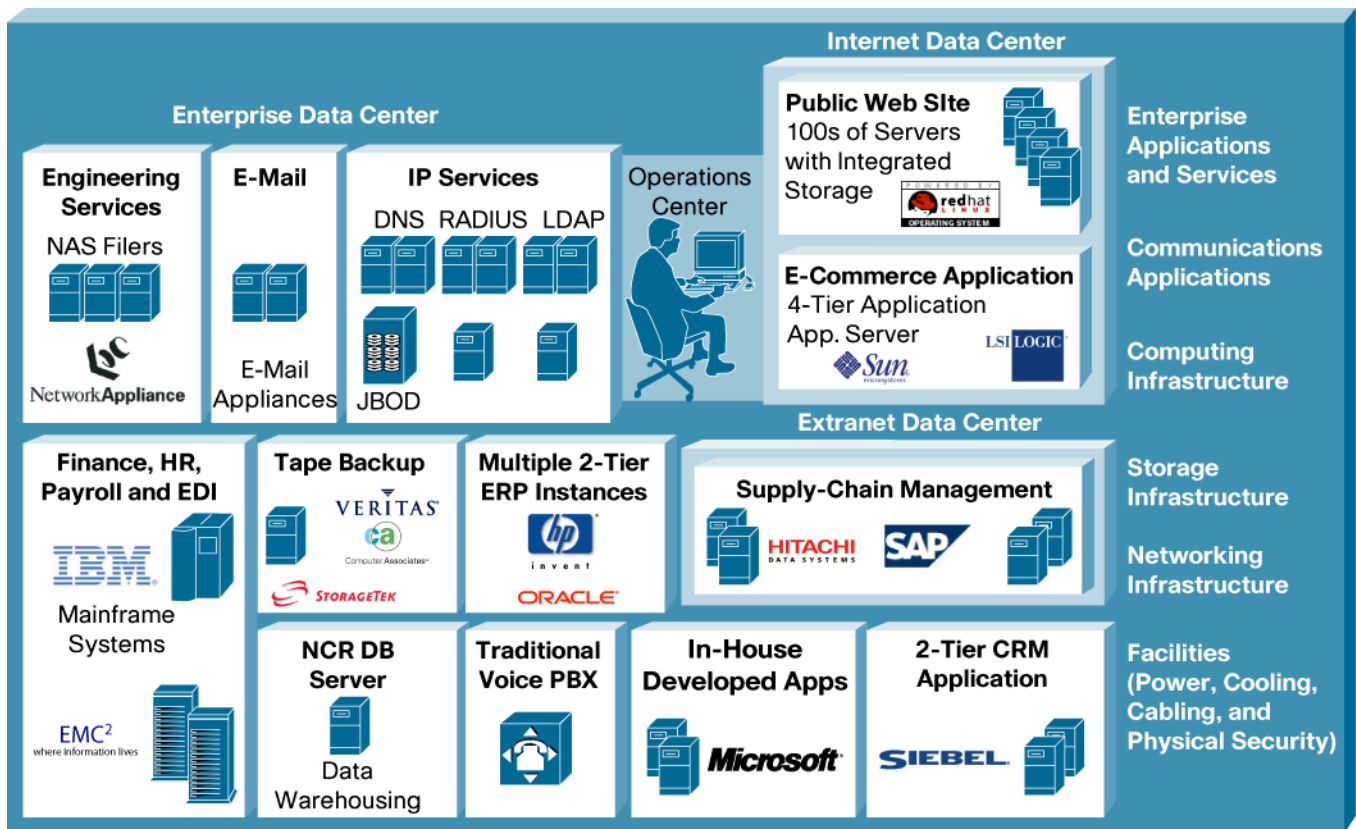 Internet Data Center
Enterprise Data Center
Engineering
Services
NAS Filers
NetworkAppliance
E-Mail
E-Mail
Appliances
IP Services
DNS RADIUS LDAP
JBOD
Operations
Center
Public Web SIte
100s of Servers
with Integrated
Storage
POWERED BY
redhat
LINUX
OPERATING SYSTEM
E-Commerce Application
4-Tier Application
App. Server
Sun
microsystems
LSI LOGIC
Extranet Data Center
Finance, HR,
Payroll and EDI
IBM
Mainframe
Systems
EMC²
where information lives
Tape Backup
VERITAS
ca
Computer Associates
STORAGETEK
Multiple 2-Tier
ERP Instances
hp
invent
ORACLE
Supply-Chain Management
HITACHI
DATA SYSTEMS
SAP
NCR DB
Server
Data
Warehousing
Traditional
Voice PBX
In-House
Developed Apps
Microsoft
2-Tier CRM
Application
SIEBEL
Enterprise
Applications
and Services
Communications
Applications
Computing
Infrastructure
Storage
Infrastructure
Networking
Infrastructure
Facilities
(Power, Cooling,
Cabling, and
Physical Security)